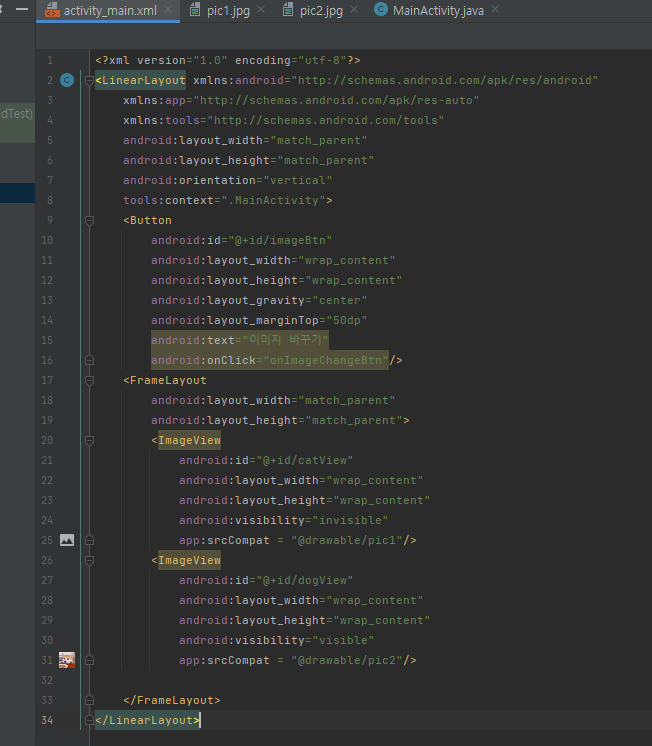 activity_main.xml
pic1.jpg
pic2.jpg
MainActivity.java
dTest)
1 <?xml version="1.0" encoding="utf-8"?>
2 <LinearLayout xmlns:android="http://schemas.android.com/apk/res/android"
3 xmlns:app="http://schemas.android.com/apk/res-auto"
4 xmlns:tools="http://schemas.android.com/tools"
5 android:layout_width="match_parent"
6 android:layout_height="match_parent"
7 android:orientation="vertical"
8 tools:context=".MainActivity">
9 <Button
10 android:id="@+id/imageBtn"
11 android:layout_width="wrap_content"
12 android:layout_height="wrap_content"
13 android:layout_gravity="center"
14 android:layout_marginTop="50dp"
15 android:text="이미지 바꾸기"
16 android:onClick="onImageChangeBtn"/>
17 <FrameLayout
18 android:layout_width="match_parent"
19 android:layout_height="match_parent">
20 <ImageView
21 android:id="@+id/catView"
22 android:layout_width="wrap_content"
23 android:layout_height="wrap_content"
24 android:visibility="invisible"
25 app:srcCompat = "@drawable/pic1"/>
26 <ImageView
27 android:id="@+id/dogView"
28 android:layout_width="wrap_content"
29 android:layout_height="wrap_content"
30 android:visibility="visible"
31 app:srcCompat = "@drawable/pic2"/>
32
33 </FrameLayout>
34 </LinearLayout>